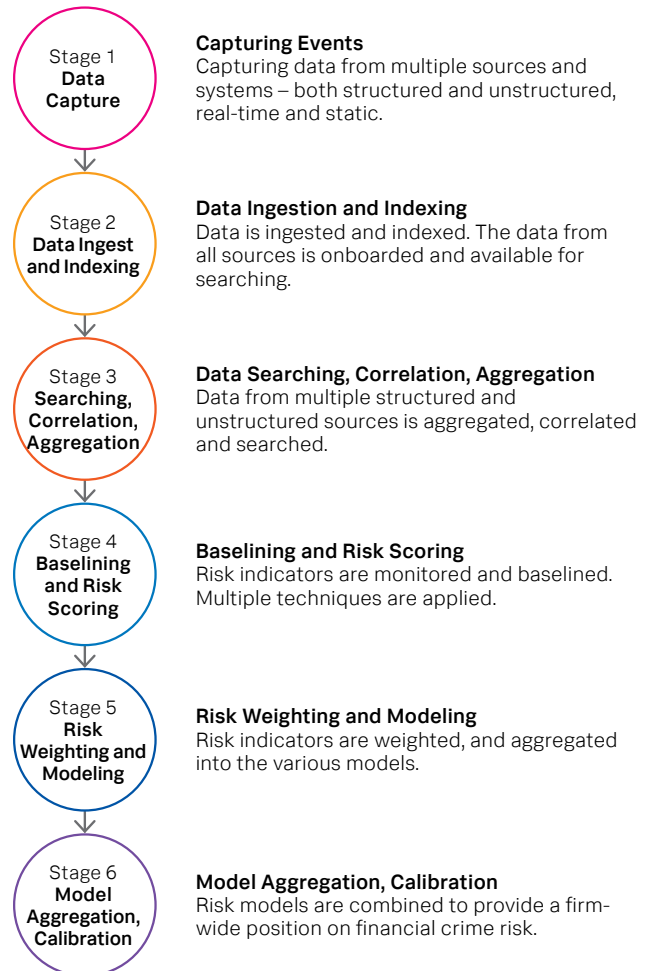 Stage 1
Data
Capture
Capturing Events
Capturing data from multiple sources and
systems – both structured and unstructured,
real-time and static.
Stage 2
Data Ingest
and Indexing
Data Ingestion and Indexing
Data is ingested and indexed. The data from
all sources is onboarded and available for
searching.
Stage 3
Searching,
Correlation,
Aggregation
Data Searching, Correlation, Aggregation
Data from multiple structured and
unstructured sources is aggregated, correlated
and searched.
Stage 4
Baselining
and Risk
Scoring
Baselining and Risk Scoring
Risk indicators are monitored and baselined.
Multiple techniques are applied.
Stage 5
Risk
Weighting and
Modeling
Risk Weighting and Modeling
Risk indicators are weighted, and aggregated
into the various models.
Stage 6
Model
Aggregation,
Calibration
Model Aggregation, Calibration
Risk models are combined to provide a firm-
wide position on financial crime risk.